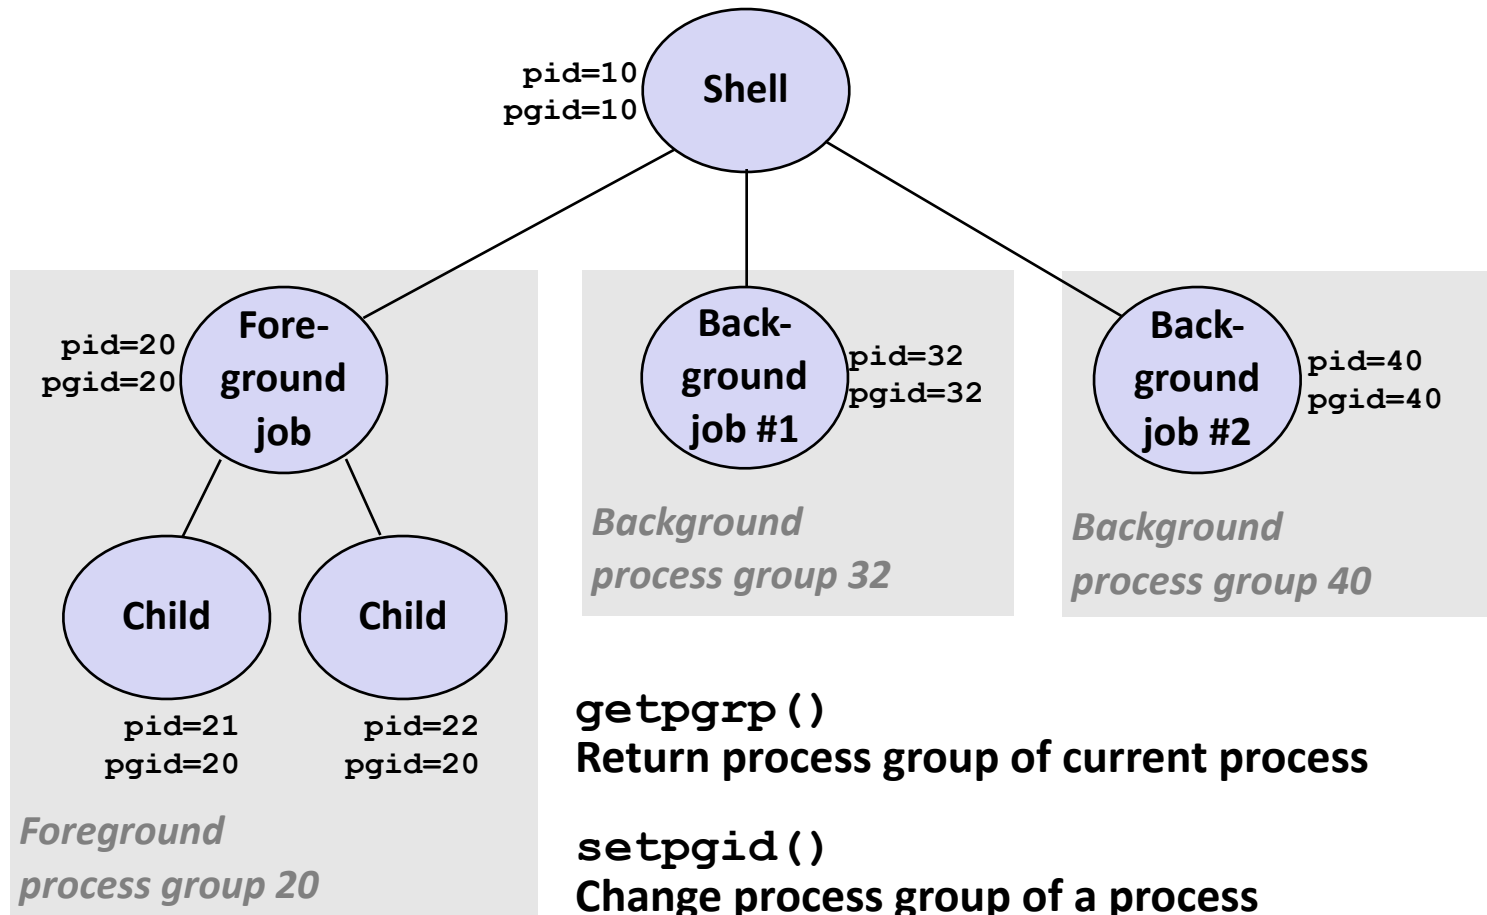 pid=10
pgid=10
Shell
pid=20
pgid=20
Fore-
ground
job
Back-
ground
job #1
pid=32
pgid=32
Back-
ground
job #2
pid=40
pgid=40
Background
process group 32
Background
process group 40
Child
Child
pid=21
pgid=20
pid=22
pgid=20
Foreground
process group 20
getpgrp()
Return process group of current process
setpgid()
Change process group of a process